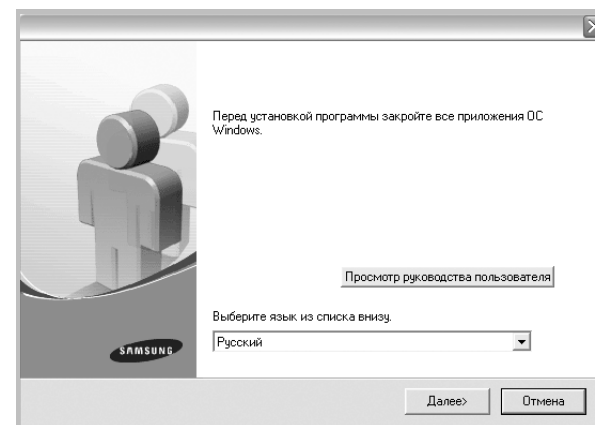 Перед установкой программы закройте все приложения ОС
Windows.
Просмотр руководства пользователя
Выберите язык из списка внизу.
SAMSUNG
Русский
Далее>
Отмена